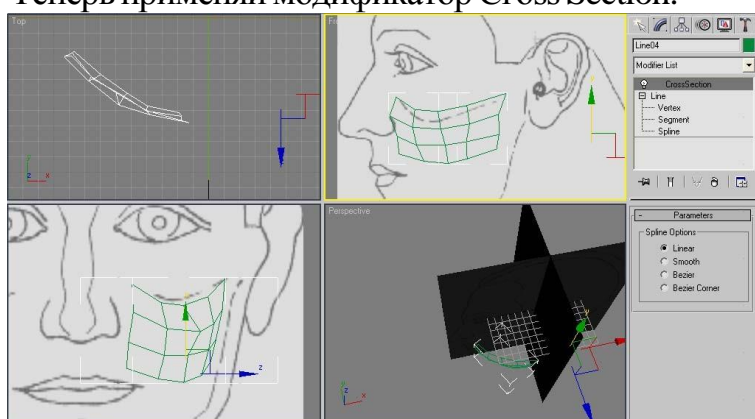 Теперь применяй модификатор Cross Section.
Top
Line04
Modifier List
CrossSection
Line
Vertex
Segment
Spline
Perspective
Parameters
Spline Options
Linear
Smooth
Bezier
Bezier Corner
z
x
x
y
z
x
z